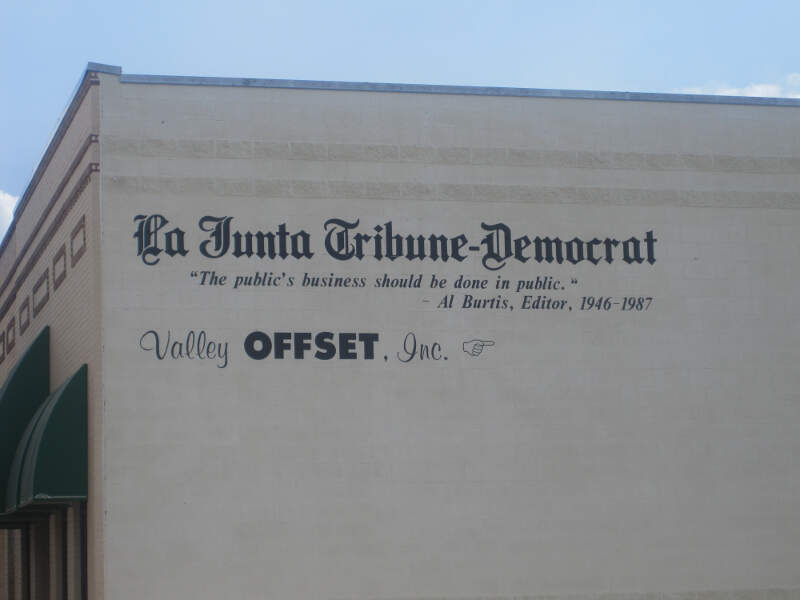 La Junta Tribune-Democrat
"The public's business should be done in public."
- Al Burtis, Editor, 1946-1987
Valley OFFSET, Inc.